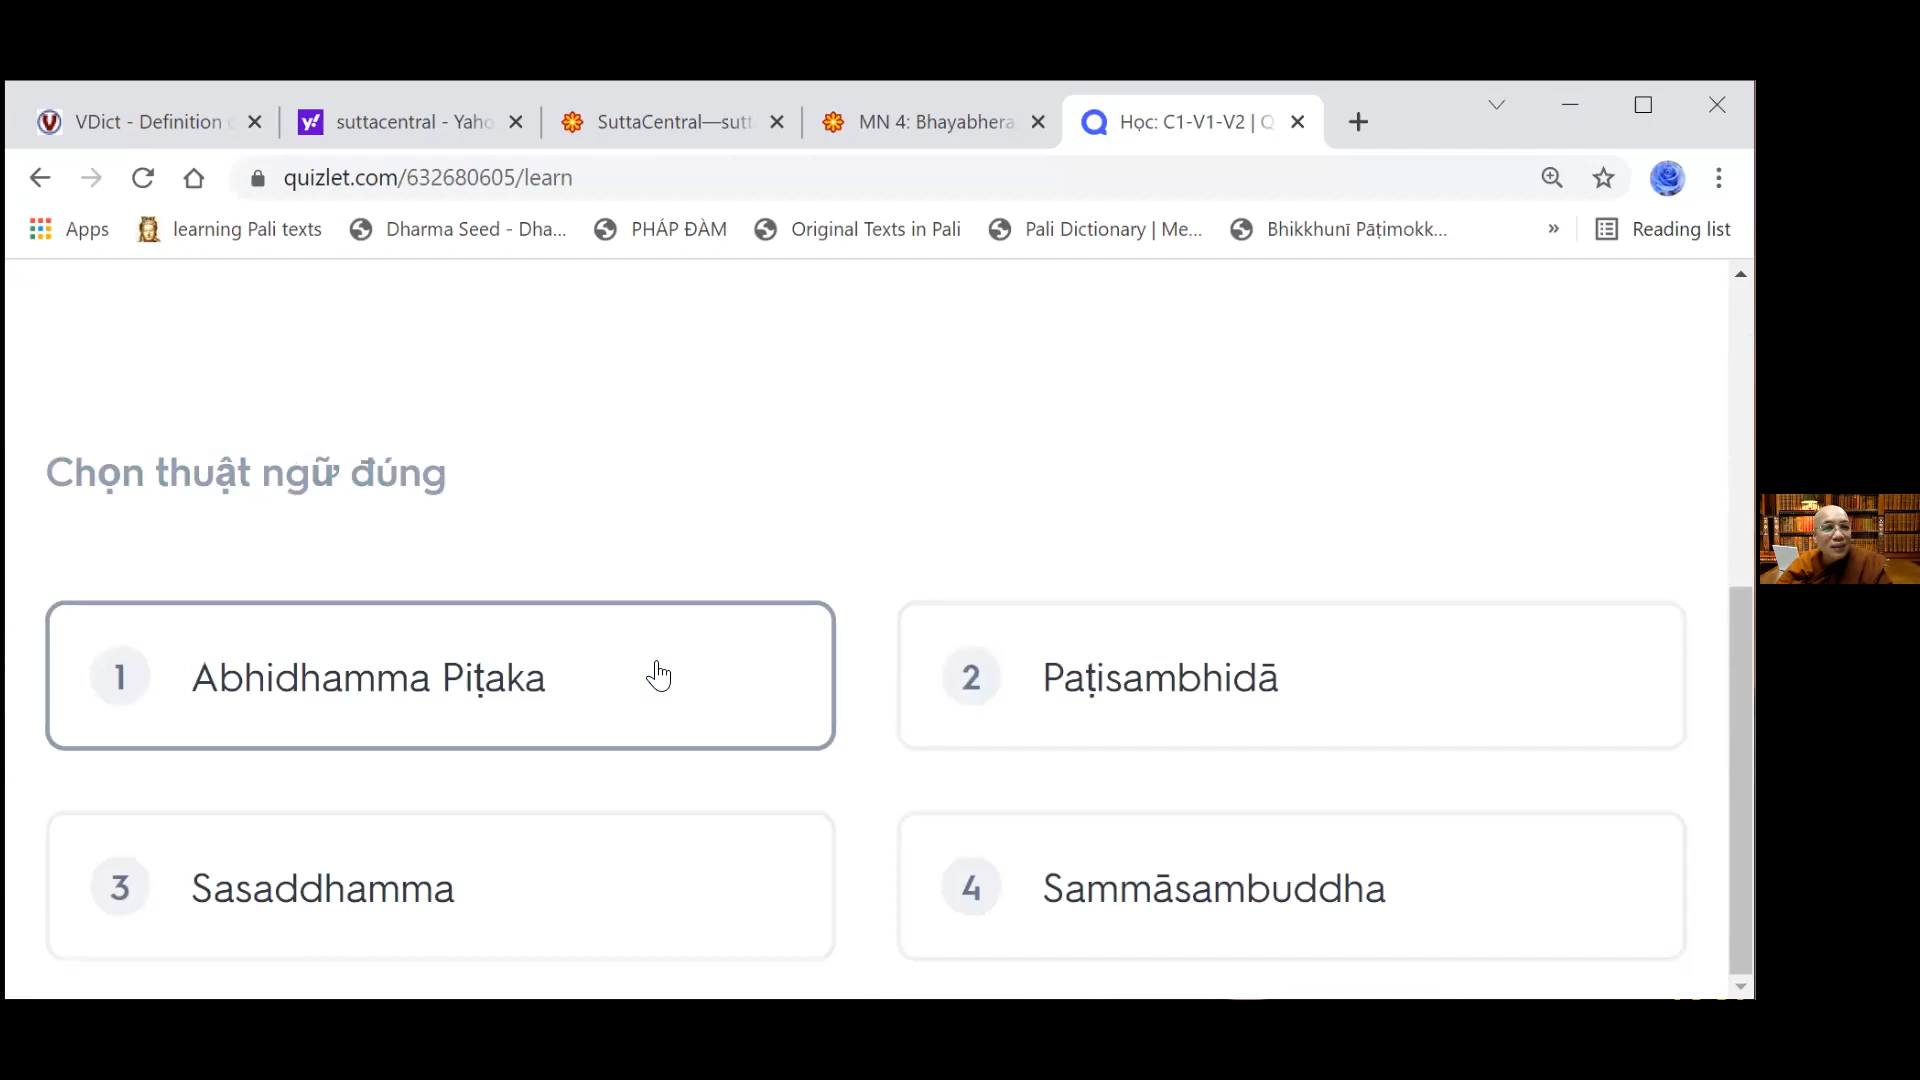 VDict - Definition
suttacentral - Yaho
SuttaCentral—sutt
MN 4: Bhayabhera
Học: C1-V1-V2 | Q
quizlet.com/632680605/learn
Apps
learning Pali texts
Dharma Seed - Dha...
PHÁP ĐÀM
Original Texts in Pali
Pali Dictionary | Me...
Bhikkhunī Pāṭimokk...
»
Reading list
Chọn thuật ngữ đúng
1 Abhidhamma Piṭaka
2 Paṭisambhidā
3 Sasaddhamma
4 Sammāsambuddha